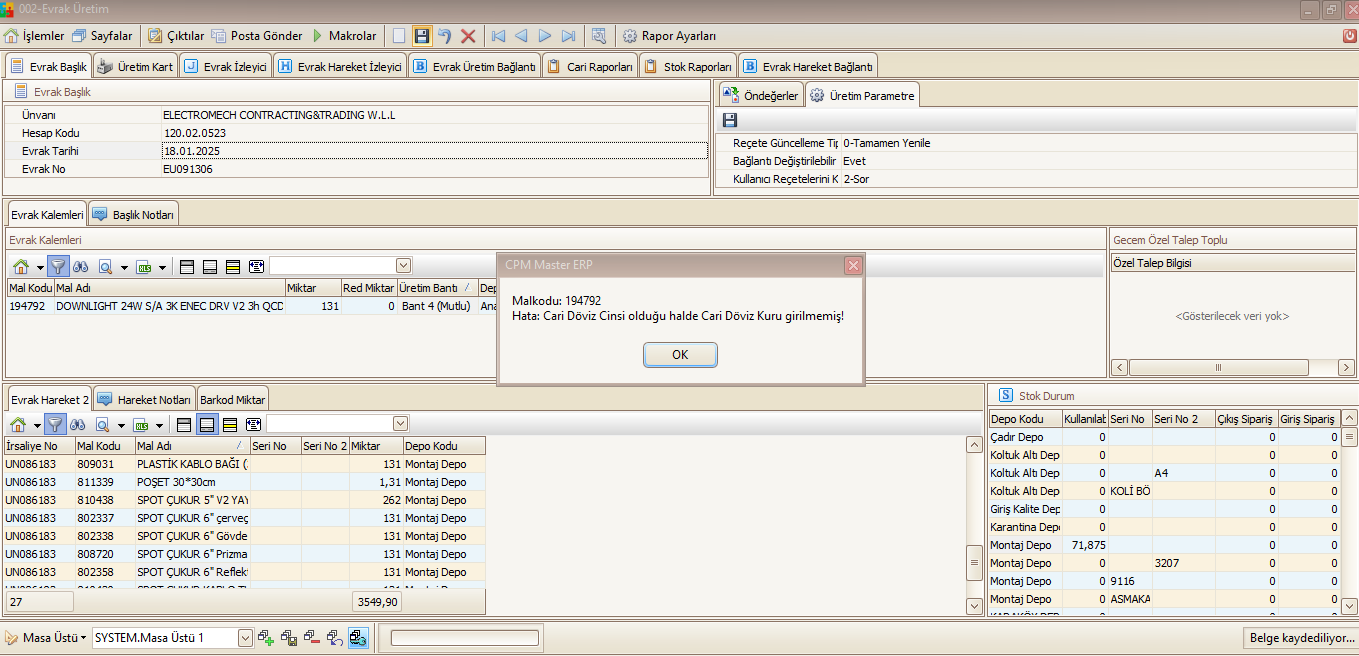 002-Evrak Üretim
İşlemler Sayfalar Çıktılar Posta Gönder Makrolar Rapor Ayarları
Evrak Başlık Üretim Kart Evrak İzleyici Evrak Hareket İzleyici Evrak Üretim Bağlantı Cari Raporları Stok Raporları Evrak Hareket Bağlantı
Evrak Başlık
Ünvanı ELECTROMECH CONTRACTING&TRADING W.L.L
Hesap Kodu 120.02.0523
Evrak Tarihi 18.01.2025
Evrak No EU091306
Öndeğerler Üretim Parametre
Reçete Güncelleme Tip 0-Tamamen Yenile
Bağlantı Değiştirilebilir Evet
Kullanıcı Reçetelerini K 2-Sor
Evrak Kalemleri Başlık Notları
Evrak Kalemleri
Mal Kodu Mal Adı Miktar Red Miktar Üretim Bantı Dep
194792 DOWNLIGHT 24W S/A 3K ENEC DRV V2 3h QCD 131 0 Bant 4 (Mutlu) Ana
Gecem Özel Talep Toplu
Özel Talep Bilgisi
<Gösterilecek veri yok>
CPM Master ERP
Malkodu: 194792
Hata: Cari Döviz Cinsi olduğu halde Cari Döviz Kuru girilmemiş!
OK
Evrak Hareket 2 Hareket Notları Barkod Miktar
İrsaliye No Mal Kodu Mal Adı Seri No Seri No 2 Miktar Depo Kodu
UN086183 809031 PLASTİK KABLO BAĞI (. 131 Montaj Depo
UN086183 811339 POŞET 30*30cm 1,31 Montaj Depo
UN086183 810438 SPOT ÇUKUR 5" V2 YAY 262 Montaj Depo
UN086183 802337 SPOT ÇUKUR 6" çerveç 131 Montaj Depo
UN086183 802338 SPOT ÇUKUR 6" Gövde 131 Montaj Depo
UN086183 808720 SPOT ÇUKUR 6" Prizma 131 Montaj Depo
UN086183 802358 SPOT ÇUKUR 6" Reflekt 131 Montaj Depo
27 3549,90
Stok Durum
Depo Kodu Kullanılab Seri No Seri No 2 Çıkış Sipariş Giriş Sipariş
Çadır Depo 0 0 0
Koltuk Altı Dep 0 0 0
Koltuk Altı Dep 0 A4 0 0
Koltuk Altı Dep 0 KOLİ BÖ 0 0
Giriş Kalite Dep 0 0 0
Karantina Depo 0 0 0
Montaj Depo 71,875 0 0
Montaj Depo 0 3207 0 0
Montaj Depo 0 9116 0 0
Montaj Depo 0 ASMAKA 0 0
Masa Üstü SYSTEM.Masa Üstü 1
Belge kaydediliyor...